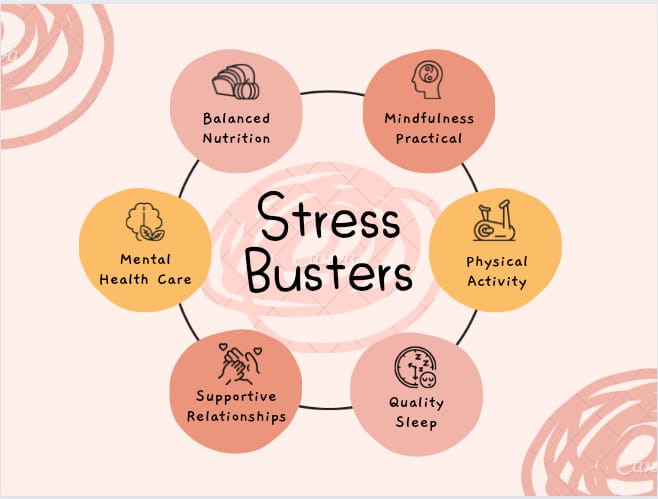 Balanced
Nutrition
Mindfulness
Practical
Stress
Busters
Mental
Health Care
Physical
Activity
Supportive
Relationships
Quality
Sleep
z z
z z
z